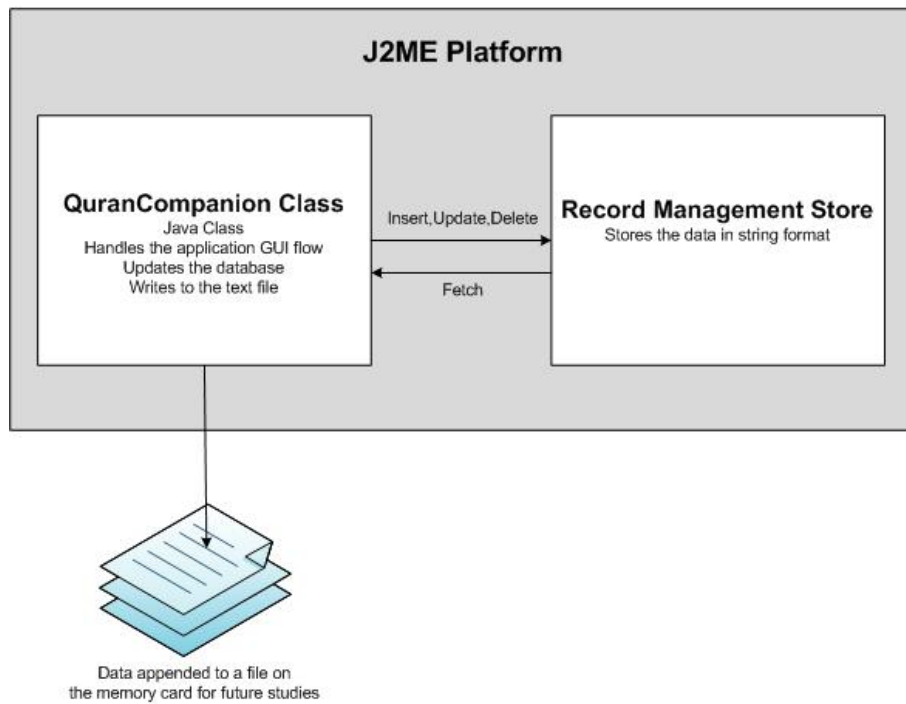 J2ME Platform
QuranCompanion Class
Java Class
Handles the application GUI flow
Updates the database
Writes to the text file
Insert,Update,Delete
Fetch
Record Management Store
Stores the data in string format
Data appended to a file on
the memory card for future studies